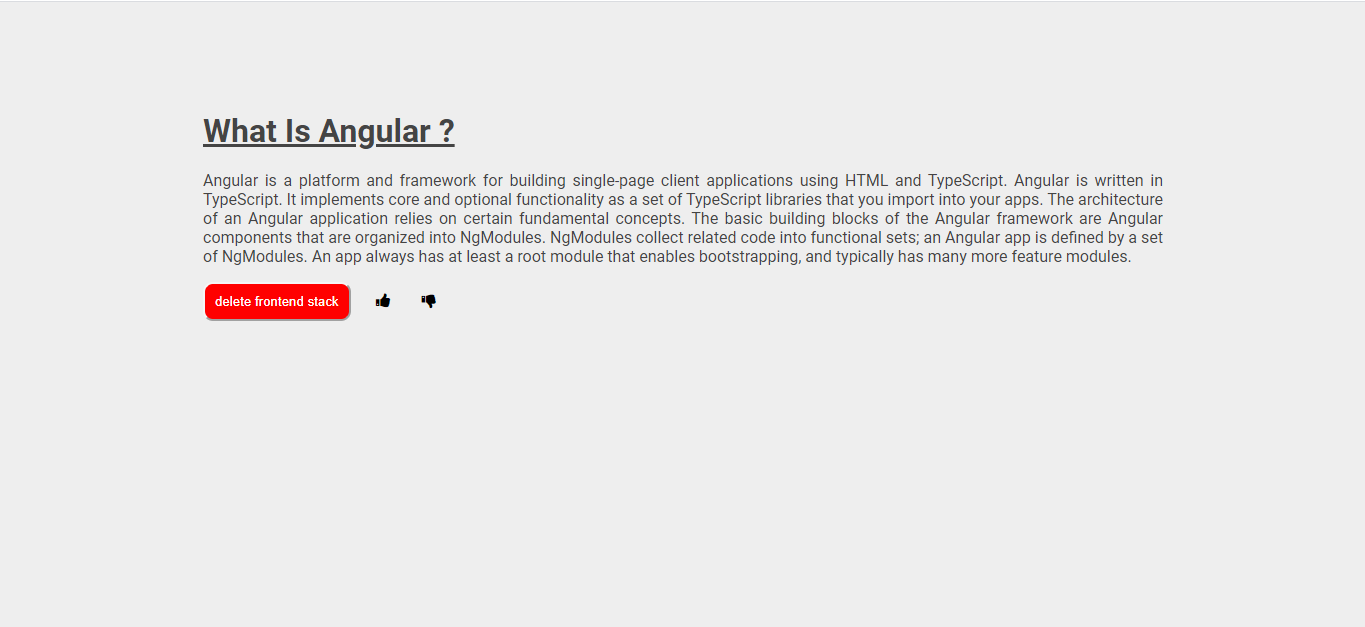 What Is Angular ?
Angular is a platform and framework for building single-page client applications using HTML and TypeScript. Angular is written in
TypeScript. It implements core and optional functionality as a set of TypeScript libraries that you import into your apps. The architecture
of an Angular application relies on certain fundamental concepts. The basic building blocks of the Angular framework are Angular
components that are organized into NgModules. NgModules collect related code into functional sets; an Angular app is defined by a set
of NgModules. An app always has at least a root module that enables bootstrapping, and typically has many more feature modules.
delete frontend stack